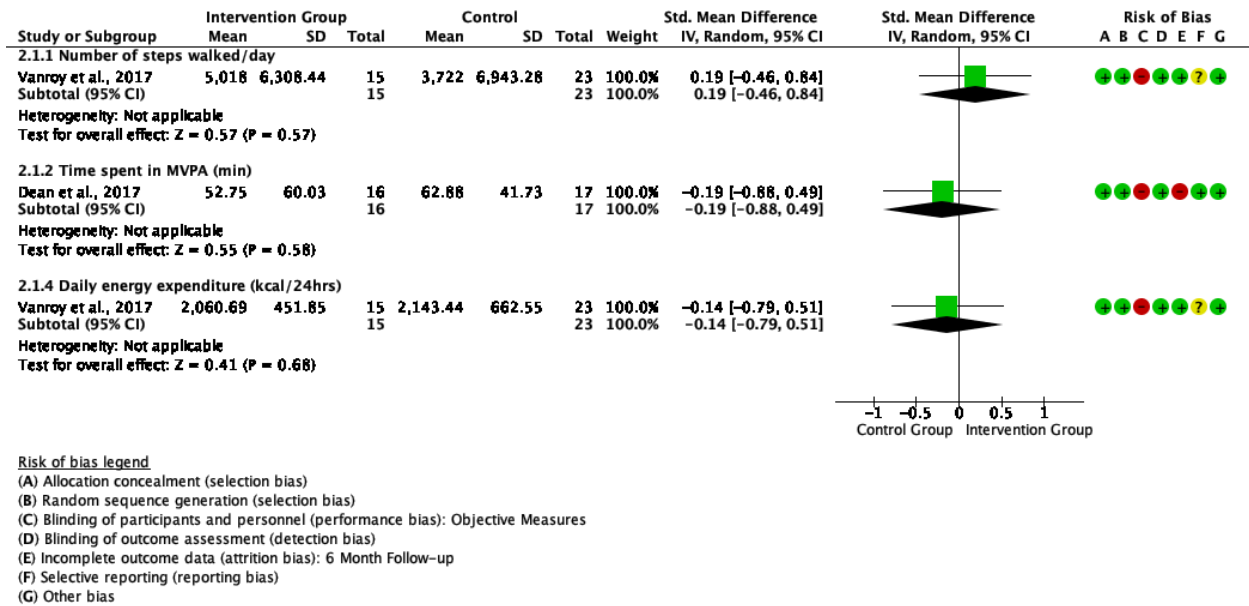 Intervention Group Control Std. Mean Difference Std. Mean Difference Risk of Bias
Study or Subgroup Mean SD Total Mean SD Total Weight IV, Random, 95% CI IV, Random, 95% CI A B C D E F G
2.1.1 Number of steps walked/day
Vanroy et al., 2017 5,018 6,308.44 15 3,722 6,943.28 23 100.0% 0.19 [−0.46, 0.84] + + − + + ? +
Subtotal (95% CI) 15 23 100.0% 0.19 [−0.46, 0.84]
Heterogeneity: Not applicable
Test for overall effect: Z = 0.57 (P = 0.57)
2.1.2 Time spent in MVPA (min)
Dean et al., 2017 52.75 60.03 16 62.88 41.73 17 100.0% −0.19 [−0.88, 0.49] + + − + − + +
Subtotal (95% CI) 16 17 100.0% −0.19 [−0.88, 0.49]
Heterogeneity: Not applicable
Test for overall effect: Z = 0.55 (P = 0.58)
2.1.4 Daily energy expenditure (kcal/24hrs)
Vanroy et al., 2017 2,060.69 451.85 15 2,143.44 662.55 23 100.0% −0.14 [−0.79, 0.51] + + − + + ? +
Subtotal (95% CI) 15 23 100.0% −0.14 [−0.79, 0.51]
Heterogeneity: Not applicable
Test for overall effect: Z = 0.41 (P = 0.68)
−1 −0.5 0 0.5 1
Control Group Intervention Group
Risk of bias legend
(A) Allocation concealment (selection bias)
(B) Random sequence generation (selection bias)
(C) Blinding of participants and personnel (performance bias): Objective Measures
(D) Blinding of outcome assessment (detection bias)
(E) Incomplete outcome data (attrition bias): 6 Month Follow-up
(F) Selective reporting (reporting bias)
(G) Other bias